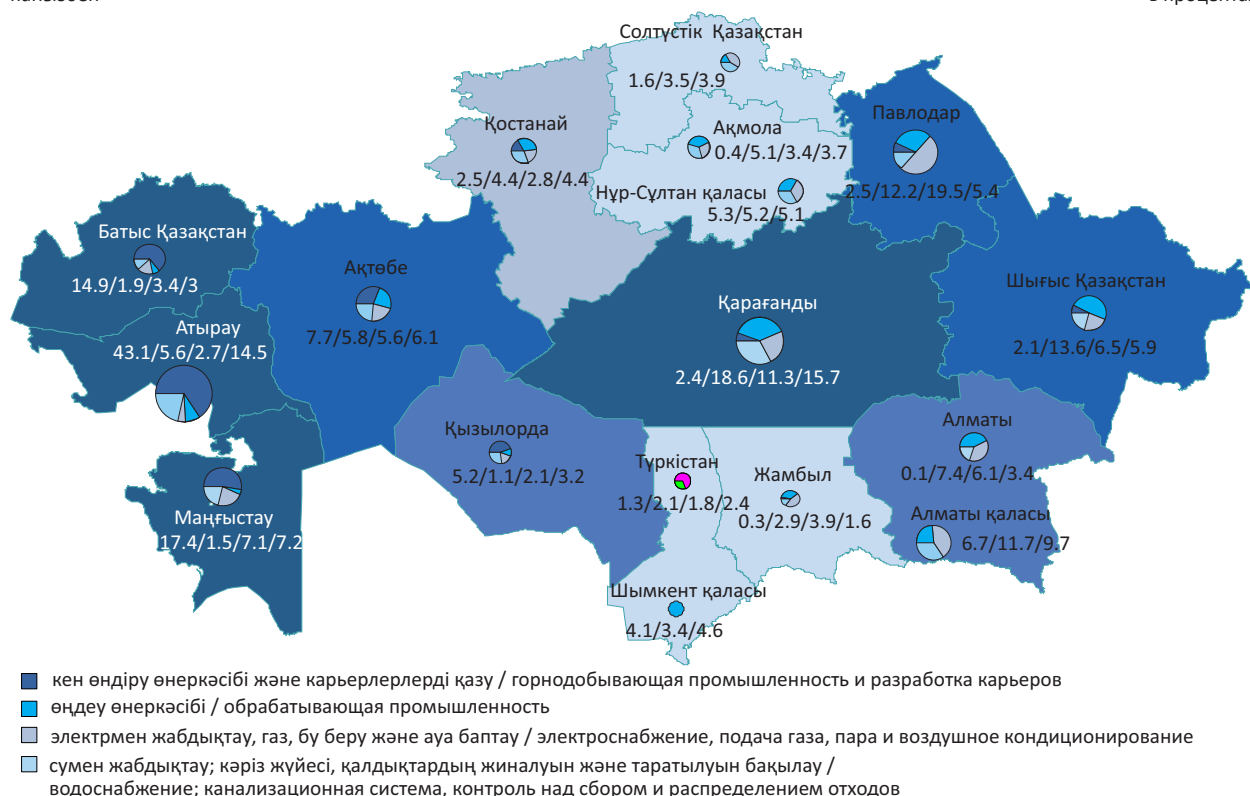 Солтүстік Қазақстан
1.6/3.5/3.9
Қостанай
2.5/4.4/2.8/4.4
Ақмола
0.4/5.1/3.4/3.7
Нұр-Сұлтан қаласы
5.3/5.2/5.1
Павлодар
2.5/12.2/19.5/5.4
Батыс Қазақстан
14.9/1.9/3.4/3
Ақтөбе
7.7/5.8/5.6/6.1
Қарағанды
2.4/18.6/11.3/15.7
Шығыс Қазақстан
2.1/13.6/6.5/5.9
Атырау
43.1/5.6/2.7/14.5
Қызылорда
5.2/1.1/2.1/3.2
Түркістан
1.3/2.1/1.8/2.4
Жамбыл
0.3/2.9/3.9/1.6
Алматы
0.1/7.4/6.1/3.4
Алматы қаласы
6.7/11.7/9.7
Маңғыстау
17.4/1.5/7.1/7.2
Шымкент қаласы
4.1/3.4/4.6
кен өндіру өнеркәсібі және карьерлерлерді қазу / горнодобывающая промышленность и разработка карьеров
өңдеу өнеркәсібі / обрабатывающая промышленность
электрмен жабдықтау, газ, бу беру және ауа баптау / электроснабжение, подача газа, пара и воздушное кондиционирование
сумен жабдықтау; кәріз жүйесі, қалдықтардың жиналуын және таратылуын бақылау /
водоснабжение; канализационная система, контроль над сбором и распределением отходов